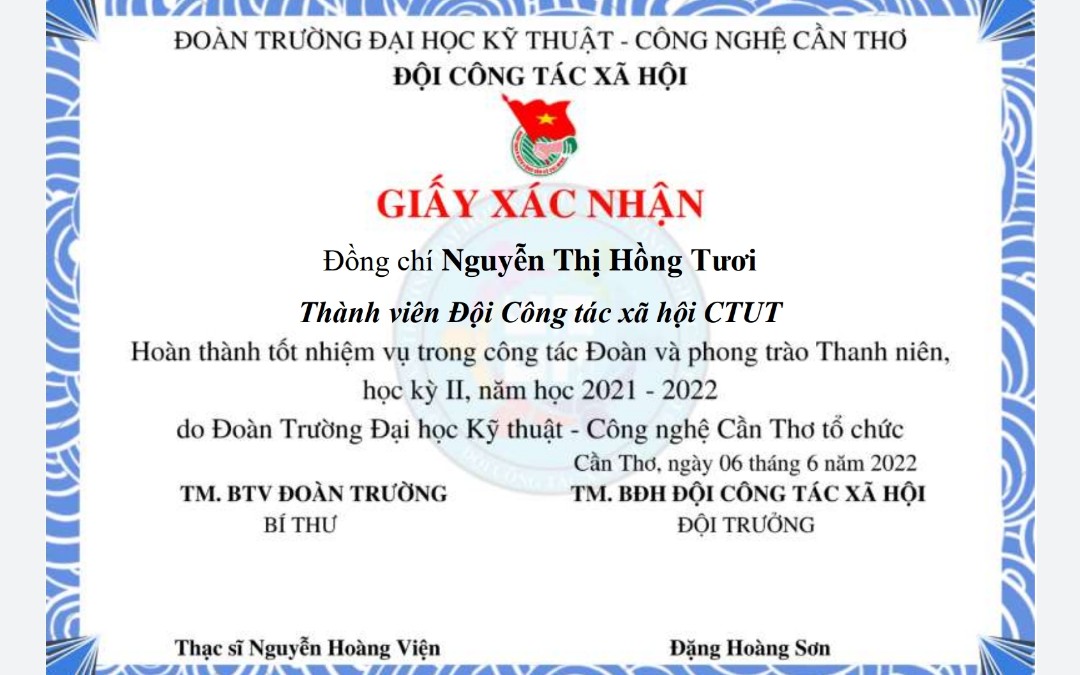 ĐOÀN TRƯỜNG ĐẠI HỌC KỸ THUẬT - CÔNG NGHỆ CẦN THƠ
ĐỘI CÔNG TÁC XÃ HỘI
GIẤY XÁC NHẬN
Đồng chí Nguyễn Thị Hồng Tươi
Thành viên Đội Công tác xã hội CTUT
Hoàn thành tốt nhiệm vụ trong công tác Đoàn và phong trào Thanh niên,
học kỳ II, năm học 2021 - 2022
do Đoàn Trường Đại học Kỹ thuật - Công nghệ Cần Thơ tổ chức
Cần Thơ, ngày 06 tháng 6 năm 2022
TM. BTV ĐOÀN TRƯỜNG
BÍ THƯ
TM. BĐH ĐỘI CÔNG TÁC XÃ HỘI
ĐỘI TRƯỞNG
Thạc sĩ Nguyễn Hoàng Viện
Đặng Hoàng Sơn